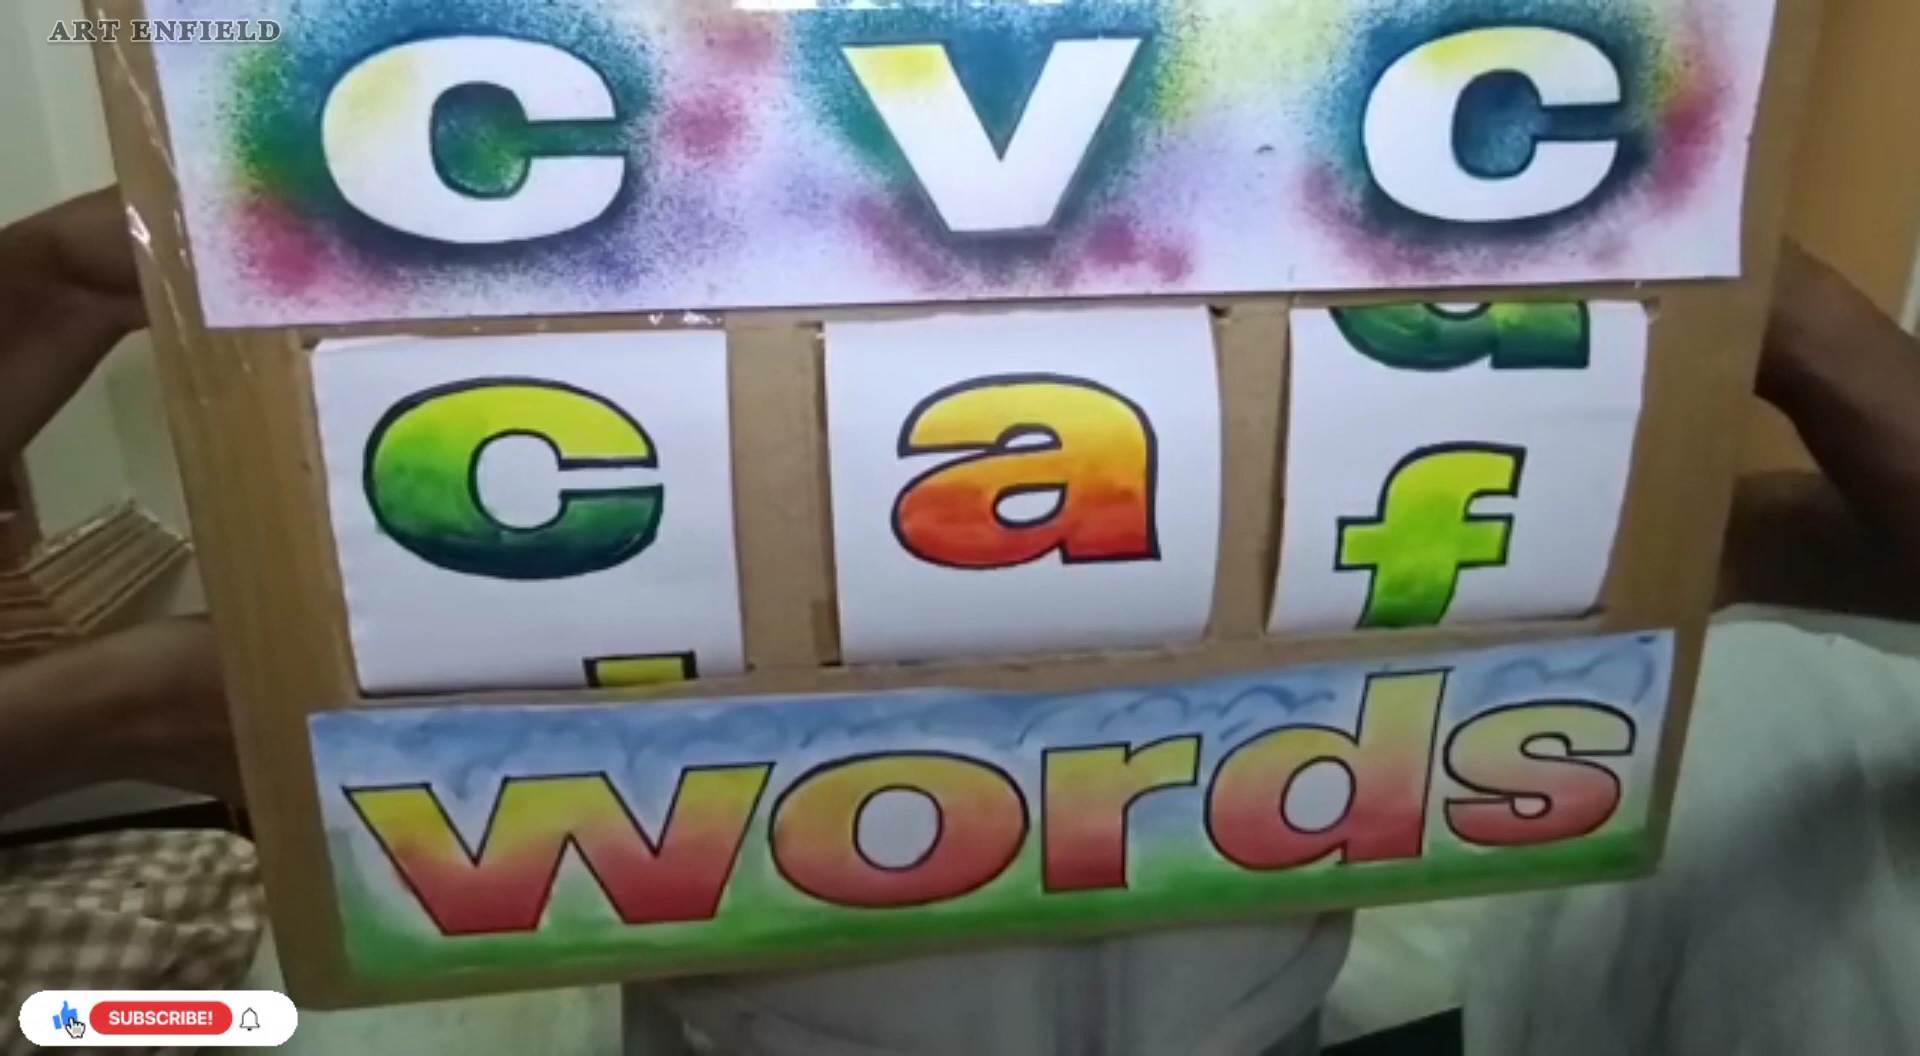 ART ENFIELD
c v c
c a f
words
SUBSCRIBE!